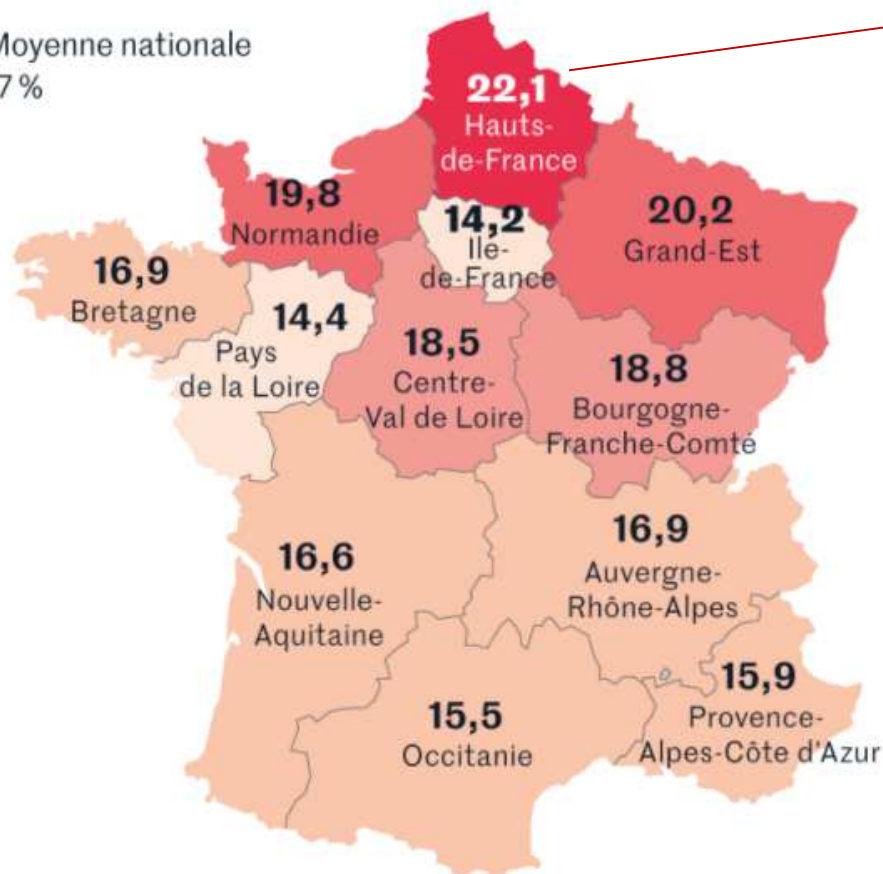 Moyenne nationale
17 %
22,1
Hauts-
de-France
19,8
Normandie
14,2
Ile-
de-France
20,2
Grand-Est
16,9
Bretagne
14,4
Pays
de la Loire
18,5
Centre-
Val de Loire
18,8
Bourgogne-
Franche-Comté
16,6
Nouvelle-
Aquitaine
16,9
Auvergne-
Rhône-Alpes
15,5
Occitanie
15,9
Provence-
Alpes-Côte d'Azur